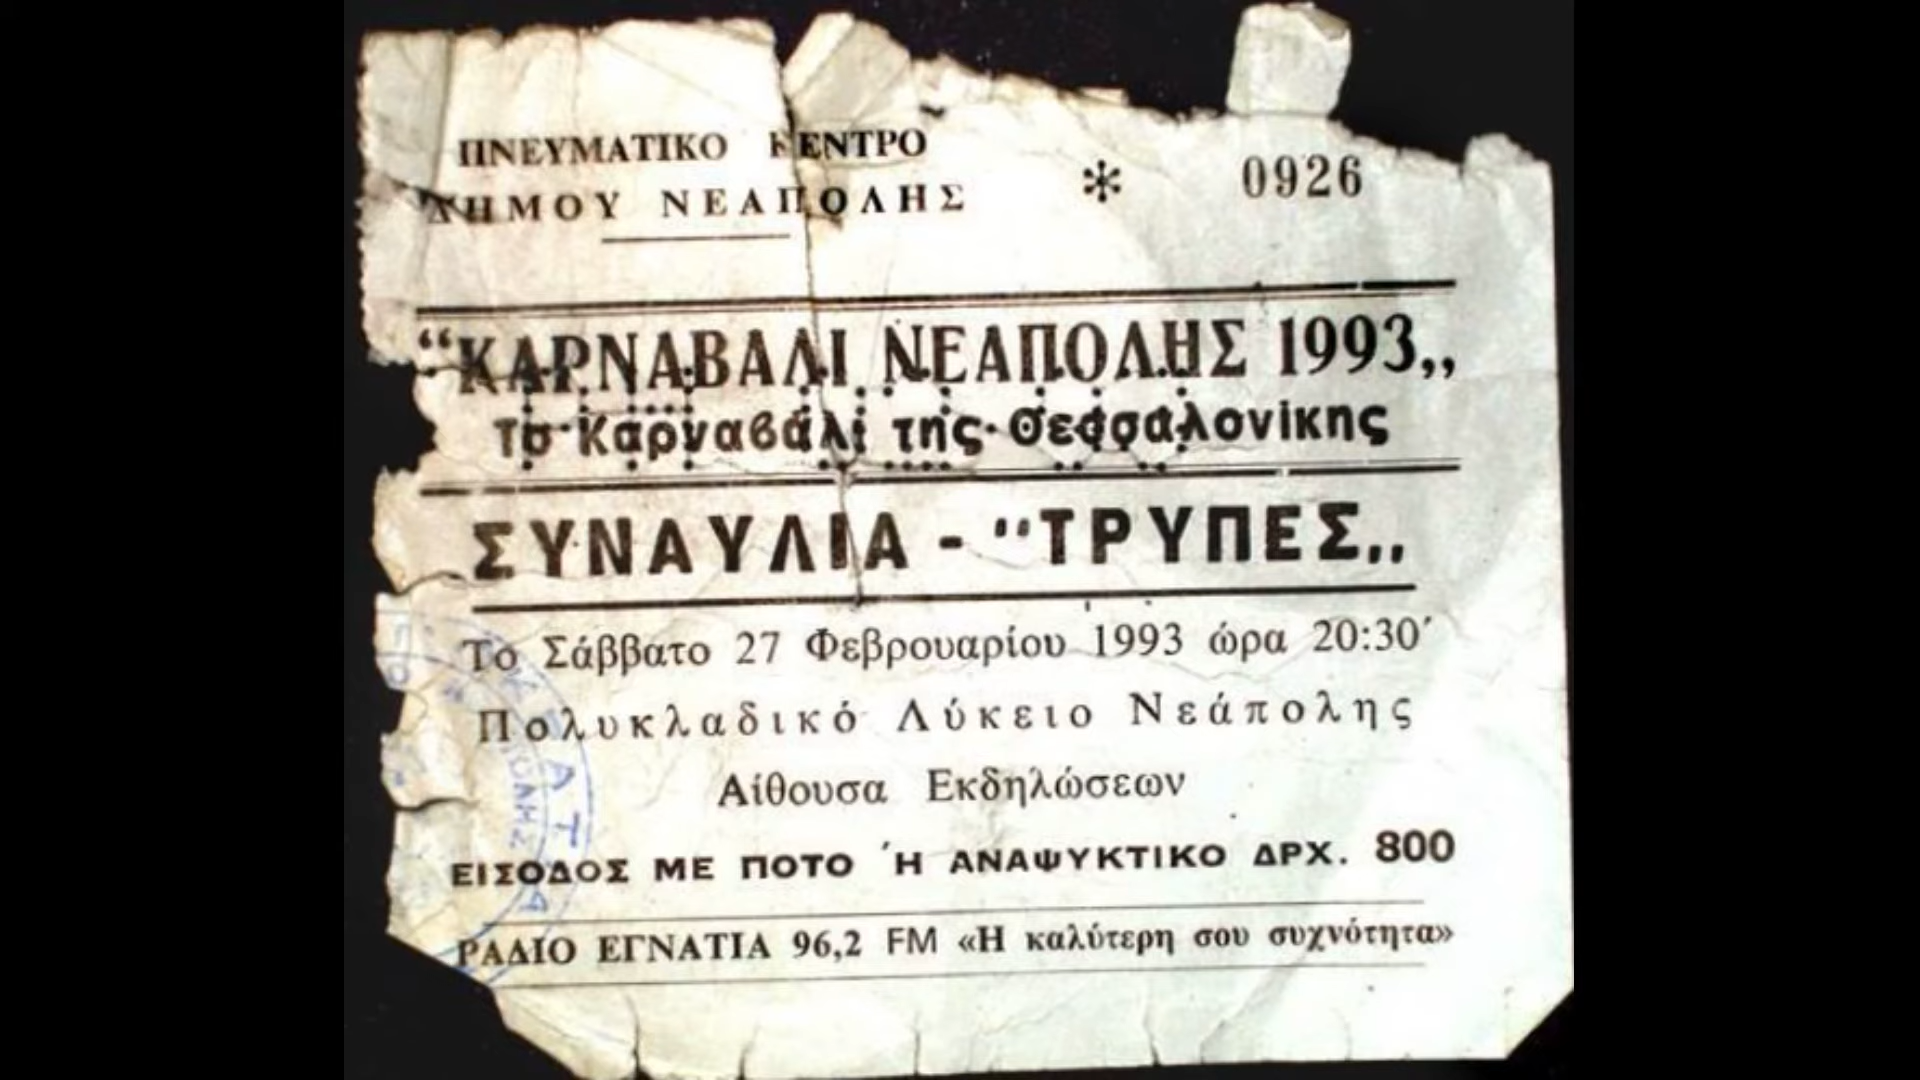 ΠΝΕΥΜΑΤΙΚΟ ΚΕΝΤΡΟ
ΔΗΜΟΥ ΝΕΑΠΟΛΗΣ
* 0926
“ΚΑΡΝΑΒΑΛΙ ΝΕΑΠΟΛΗΣ 1993„
Το Καρναβάλι της Θεσσαλονίκης
ΣΥΝΑΥΛΙΑ - "ΤΡΥΠΕΣ„
Το Σάββατο 27 Φεβρουαρίου 1993 ώρα 20:30΄
Πολυκλαδικό Λύκειο Νεάπολης
Αίθουσα Εκδηλώσεων
ΕΙΣΟΔΟΣ ΜΕ ΠΟΤΟ Ή ΑΝΑΨΥΚΤΙΚΟ ΔΡΧ. 800
ΡΑΔΙΟ ΕΓΝΑΤΙΑ 96,2 FM «Η καλύτερη σου συχνότητα»